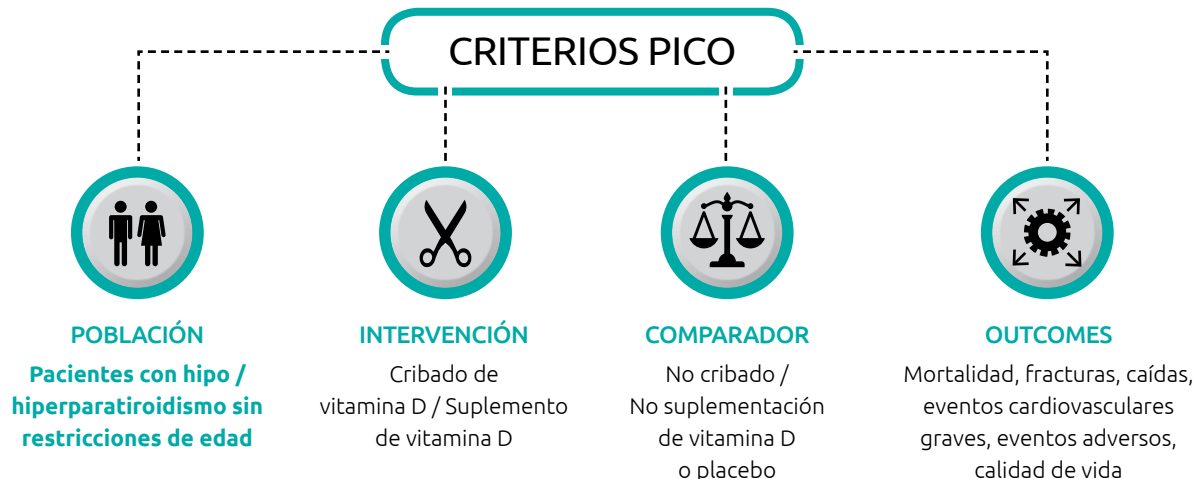 CRITERIOS PICO
POBLACIÓN
Pacientes con hipo /
hiperparatiroidismo sin
restricciones de edad
INTERVENCIÓN
Cribado de
vitamina D / Suplemento
de vitamina D
COMPARADOR
No cribado /
No suplementación
de vitamina D
o placebo
OUTCOMES
Mortalidad, fracturas, caídas,
eventos cardiovasculares
graves, eventos adversos,
calidad de vida